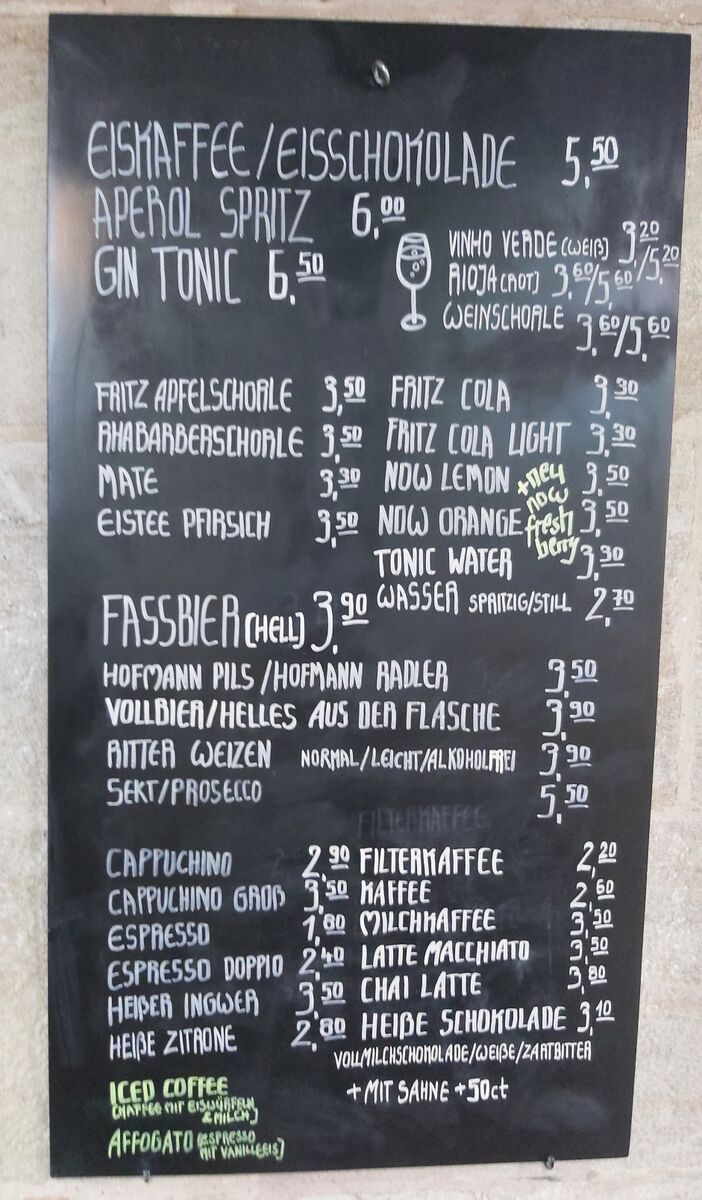 EISKAFFEE/EISSCHOKOLADE 5,50
APEROL SPRITZ 6,00
GIN TONIC 6,50
VINHO VERDE (WEIß) 3,20/5,20
RIOJA (ROT) 3,60/5,60
WEINSCHORLE 3,60/5,60
FRITZ APFELSCHORLE 3,50
RHABARBERSCHORLE 3,50
MATE 3,30
EISTEE PFIRSICH 3,50
FRITZ COLA 3,30
FRITZ COLA LIGHT 3,30
NOW LEMON 3,50
NOW ORANGE 3,50
+neu
now
fresh
berry
TONIC WATER 3,30
WASSER SPRITZIG/STILL 2,70
FASSBIER (HELL) 3,90
HOFMANN PILS/HOFMANN RADLER 3,50
VOLLBIER/HELLES AUS DER FLASCHE 3,90
RITTER WEIZEN NORMAL/LEICHT/ALKOHOLFREI 3,90
SEKT/PROSECCO 5,50
FILTERKAFFEE
CAPPUCHINO 2,90
CAPPUCHINO GROß 3,50
ESPRESSO 1,80
ESPRESSO DOPPIO 2,40
HEIßER INGWER 3,50
HEIßE ZITRONE 2,80
FILTERKAFFEE 2,20
KAFFEE 2,60
MILCHKAFFEE 3,50
LATTE MACCHIATO 3,50
CHAI LATTE 3,80
HEIßE SCHOKOLADE 3,10
VOLLMILCHSCHOKOLADE/WEIßE/ZARTBITTER
+ MIT SAHNE +50ct
ICED COFFEE
(KAFFEE MIT EISWÜRFELN
& MILCH)
AFFOGATO (ESPRESSO
MIT VANILLEEIS)